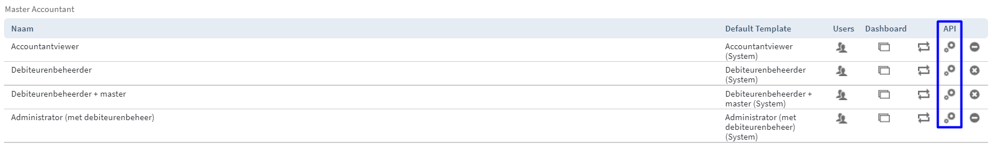 Master Accountant
Naam Default Template Users Dashboard API
Accountantviewer Accountantviewer
(System)
Debiteurenbeheerder Debiteurenbeheerder
(System)
Debiteurenbeheerder + master Debiteurenbeheerder +
master (System)
Administrator (met debiteurenbeheer) Administrator (met
debiteurenbeheer)
(System)